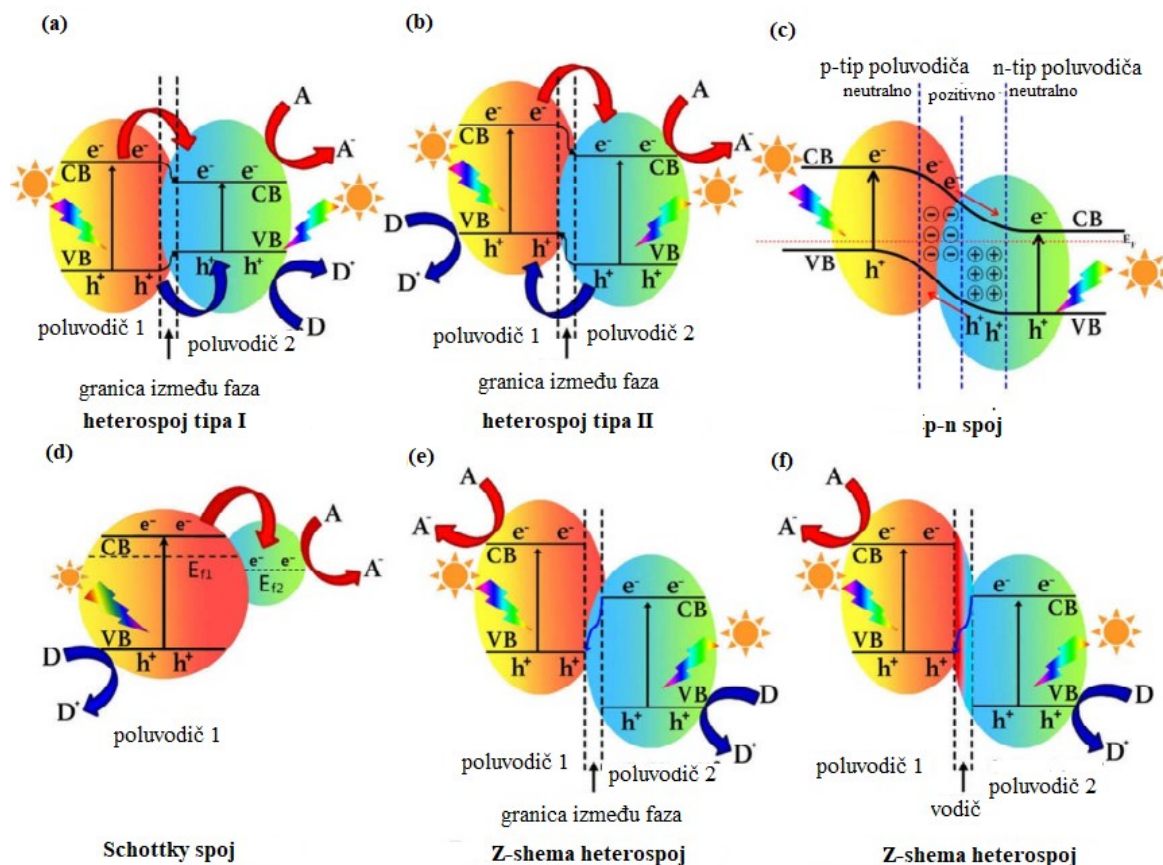 (a)
A
e⁻ e⁻
e⁻ e⁻
CB
CB
A⁻
VB
VB
h⁺ h⁺
h⁺ h⁺
D⁺
D
poluvodič 1
poluvodič 2
granica između faza
heterospoj tipa I
(b)
A
e⁻ e⁻
CB
e⁻ e⁻
CB
A⁻
D
VB
VB
h⁺ h⁺
h⁺ h⁺
D⁺
poluvodič 1
poluvodič 2
granica između faza
heterospoj tipa II
(c)
p-tip poluvodiča
n-tip poluvodiča
neutralno
pozitivno
neutralno
CB
e⁻
e⁻
e⁻
e⁻
CB
− −
− −
− −
E_f
VB
h⁺
+ +
+ +
+ +
h⁺ h⁺
h⁺
VB
p-n spoj
(d)
e⁻ e⁻
CB
E_f1
e⁻ e⁻
E_f2
A
A⁻
VB
h⁺ h⁺
D
D⁺
poluvodič 1
Schottky spoj
(e)
A
A⁻
e⁻ e⁻
CB
e⁻ e⁻
CB
VB
h⁺ h⁺
VB
h⁺ h⁺
D
D⁺
poluvodič 1
poluvodič 2
granica između faza
Z-shema heterospoj
(f)
A
A⁻
e⁻ e⁻
CB
e⁻ e⁻
CB
VB
h⁺ h⁺
VB
h⁺ h⁺
D
D⁺
poluvodič 1
poluvodič 2
vodič
Z-shema heterospoj